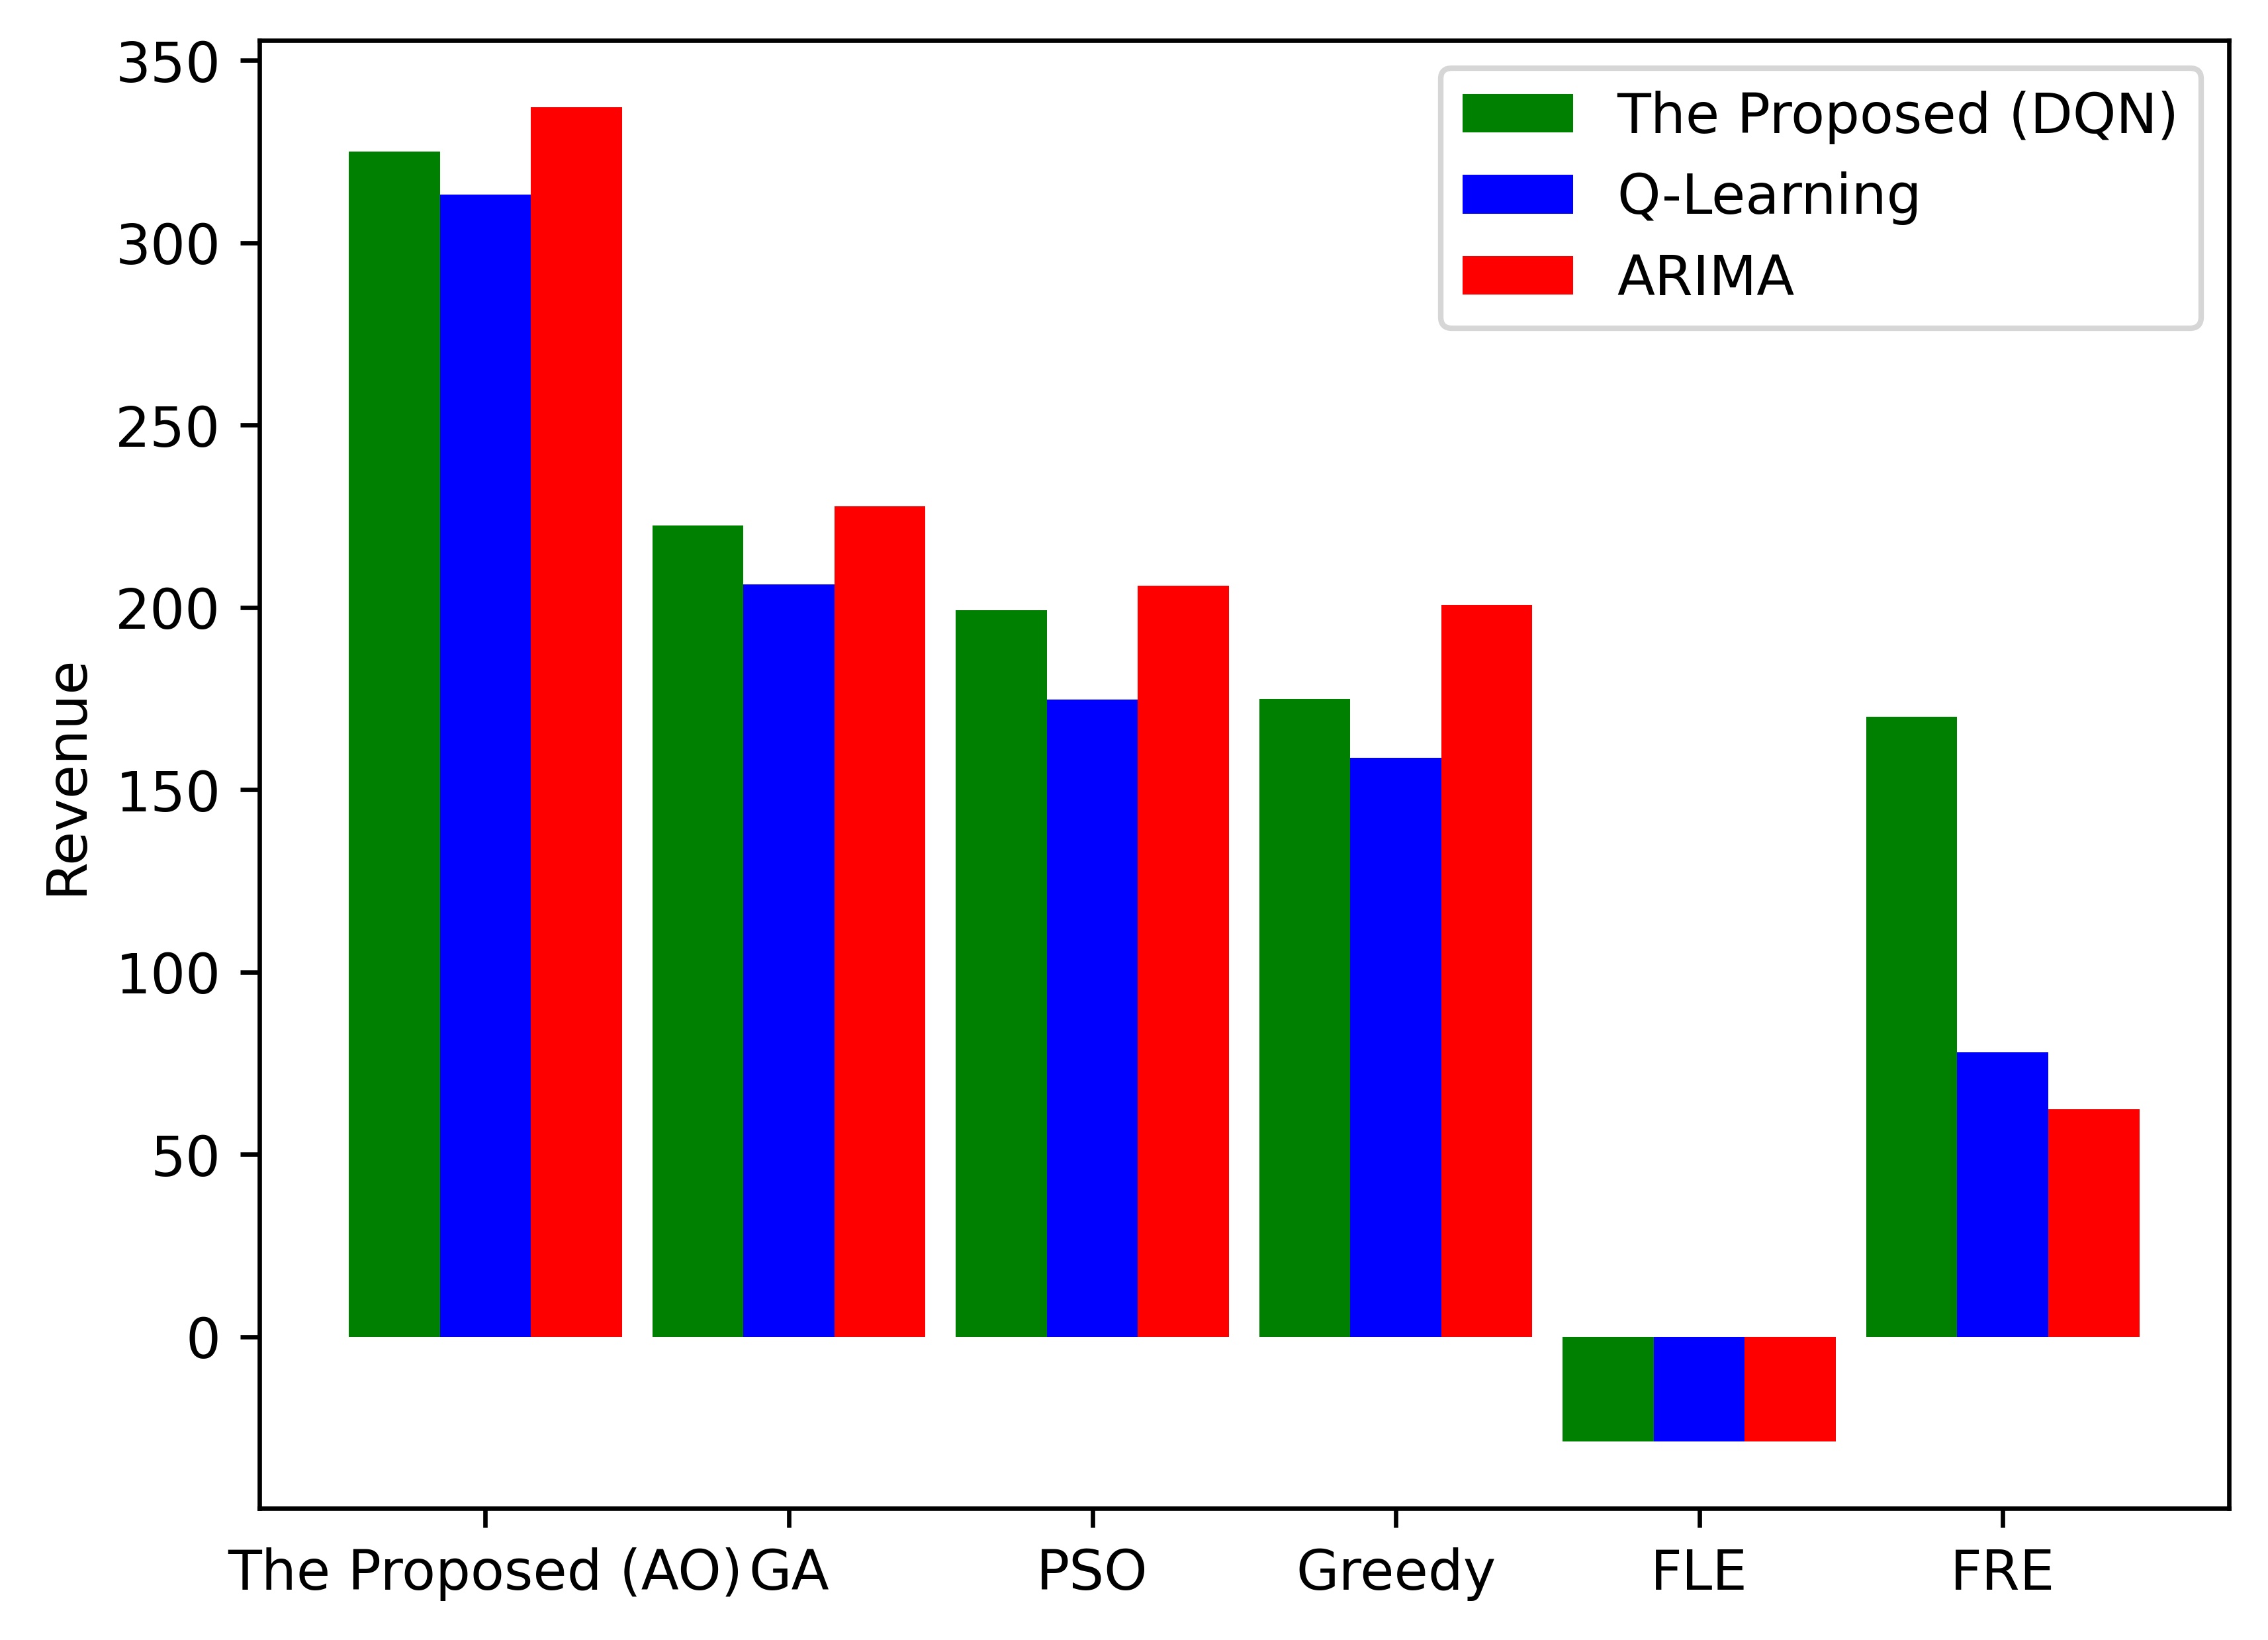 350
300
250
200
150
100
50
0
Revenue
The Proposed (DQN)
Q-Learning
ARIMA
The Proposed (AO) GA PSO Greedy FLE FRE